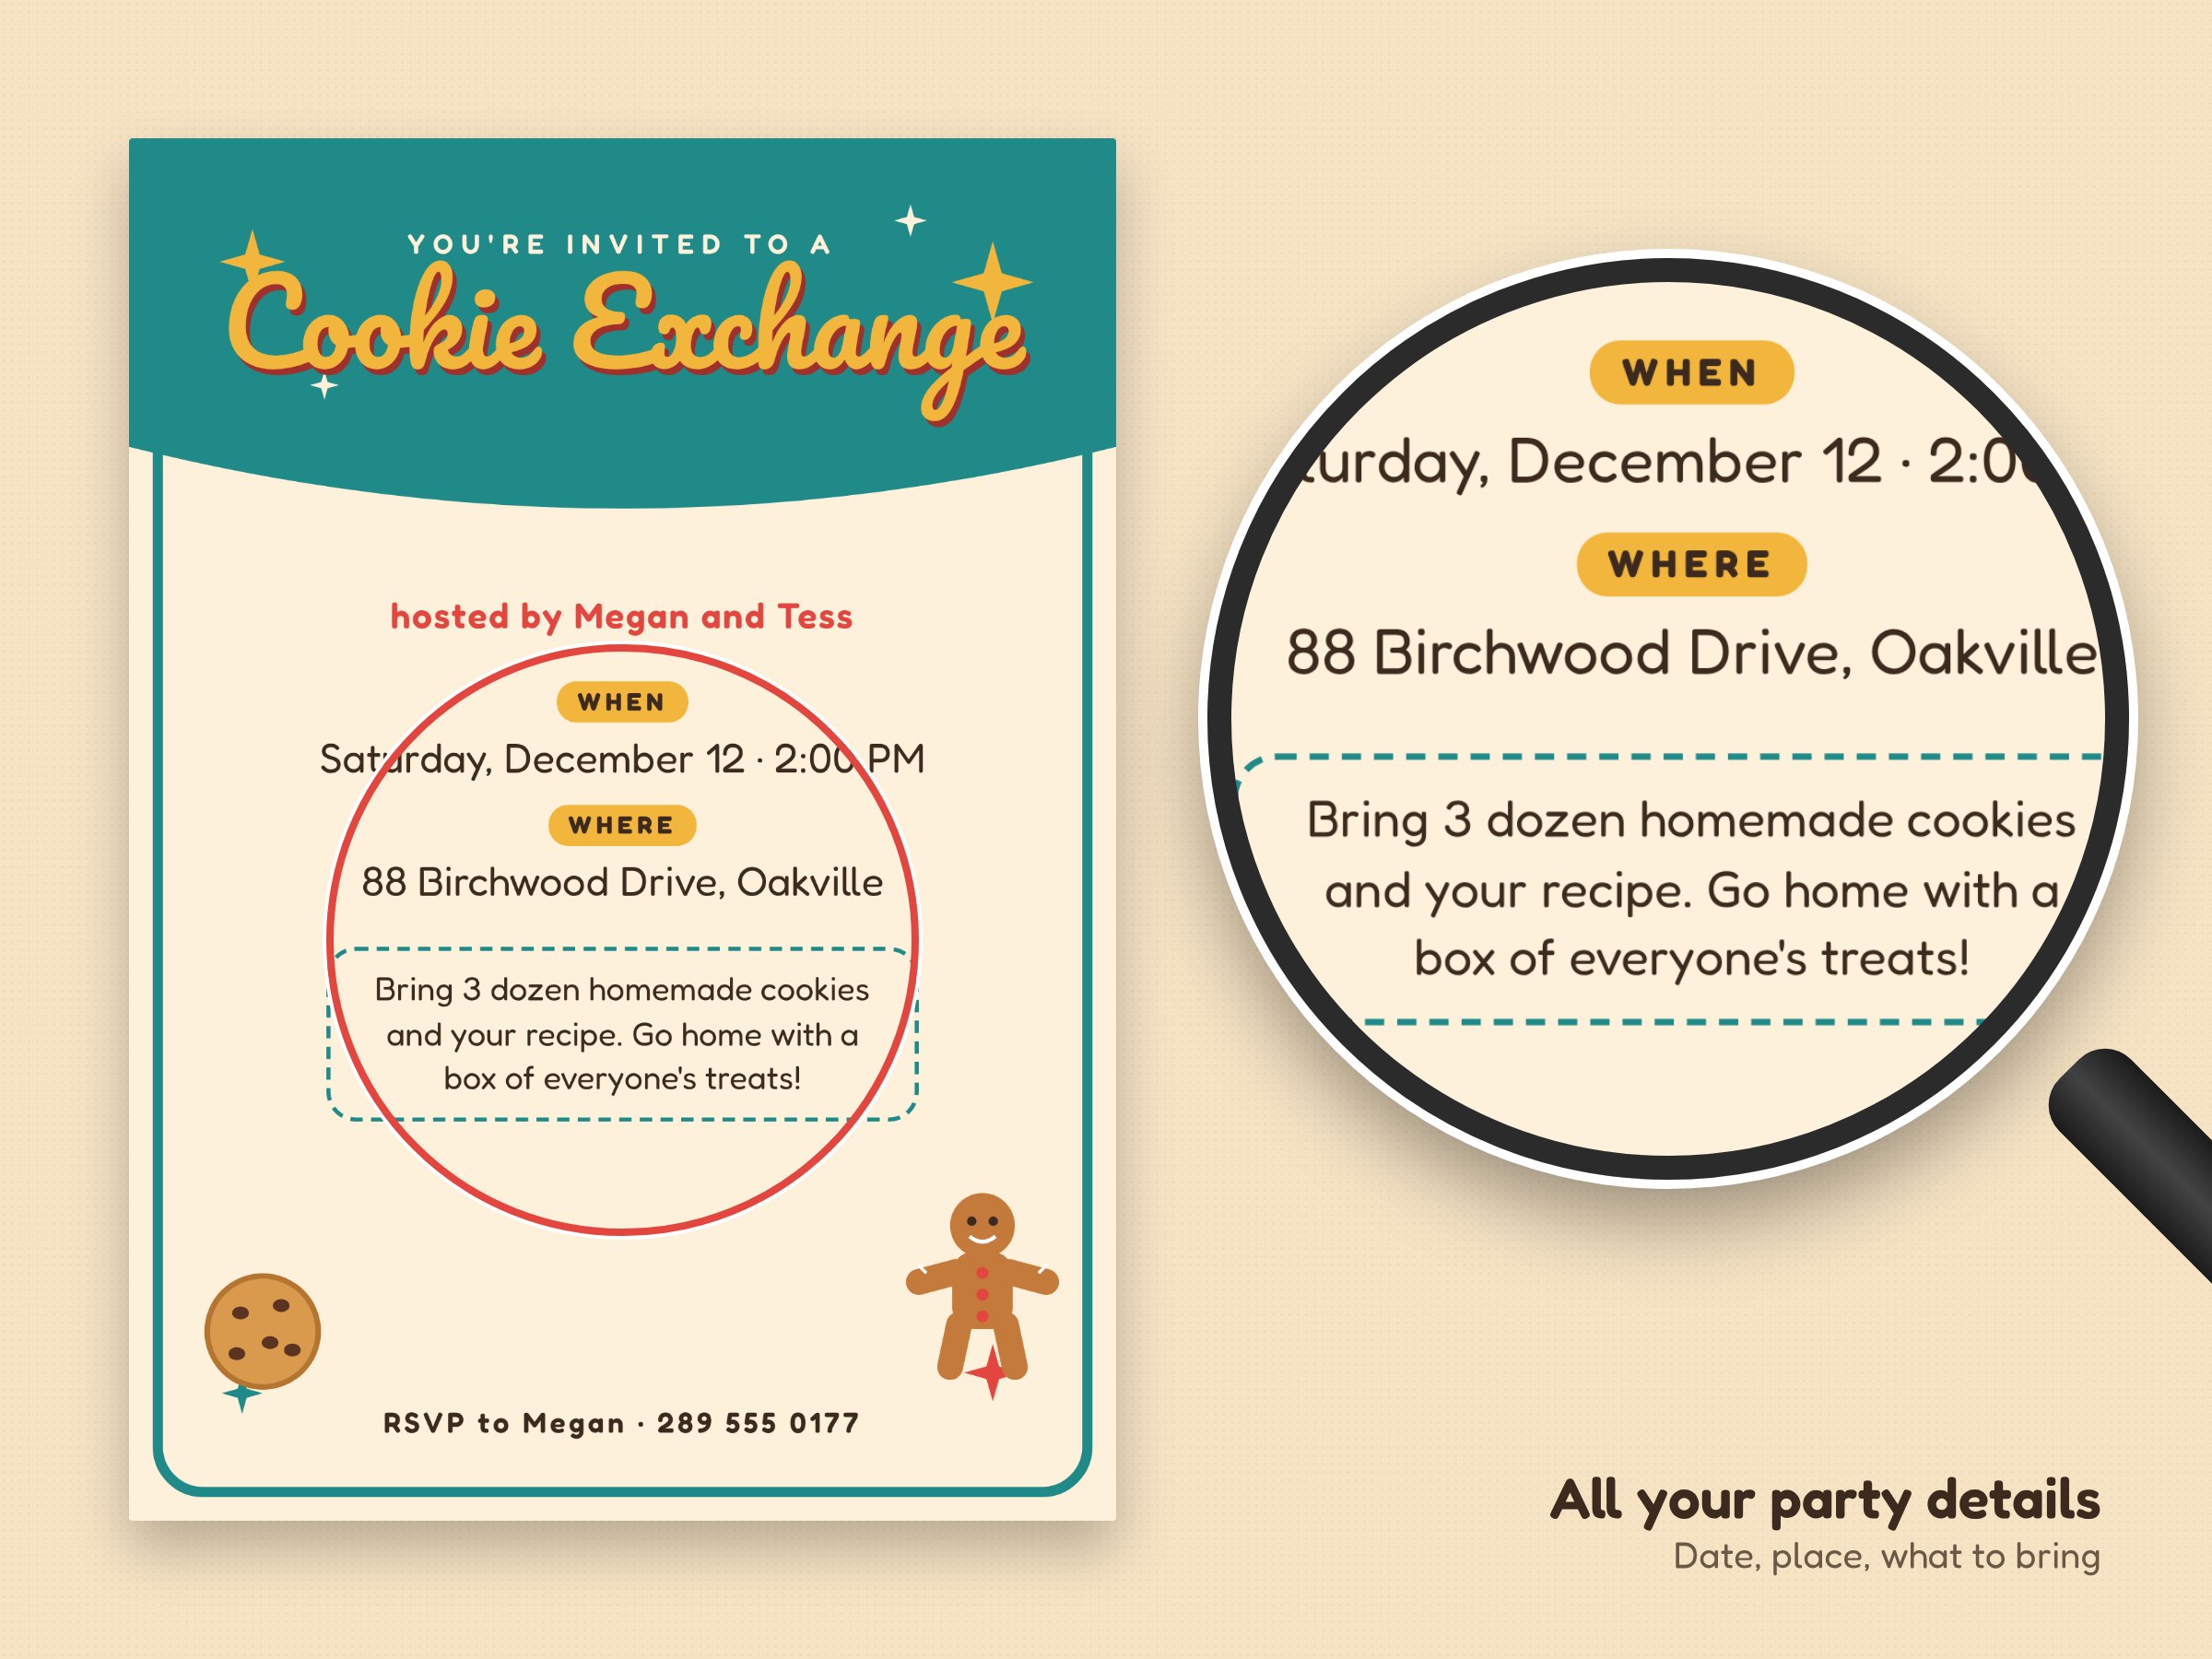 YOU'RE INVITED TO A
Cookie Exchange
hosted by Megan and Tess
WHEN
Saturday, December 12 · 2:00 PM
WHERE
88 Birchwood Drive, Oakville
Bring 3 dozen homemade cookies
and your recipe. Go home with a
box of everyone's treats!
RSVP to Megan · 289 555 0177
WHEN
urday, December 12 · 2:00
WHERE
88 Birchwood Drive, Oakville
Bring 3 dozen homemade cookies
and your recipe. Go home with a
box of everyone's treats!
All your party details
Date, place, what to bring